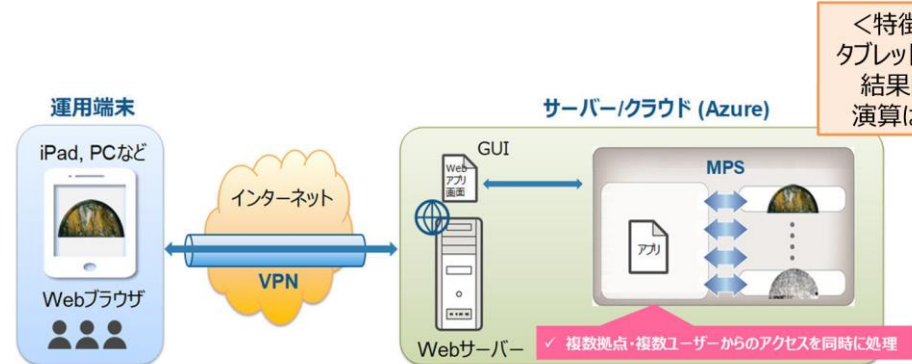 ＜特徴
タブレット
結果
演算は
運用端末
サーバー/クラウド (Azure)
iPad, PCなど
インターネット
VPN
Webブラウザ
GUI
Web
アプリ
画面
MPS
アプリ
Webサーバー
✓ 複数拠点・複数ユーザーからのアクセスを同時に処理